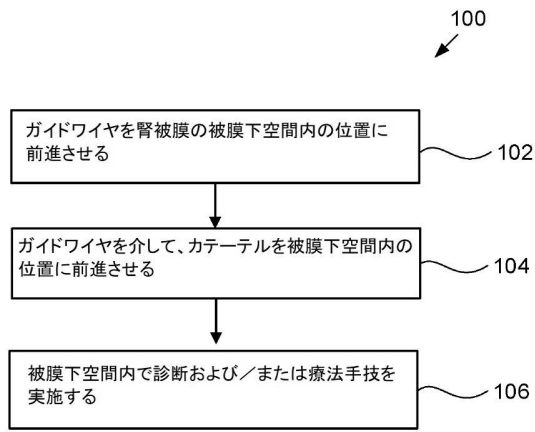 100
ガイドワイヤを腎被膜の被膜下空間内の位置に
前進させる
102
ガイドワイヤを介して、カテーテルを被膜下空間内の
位置に前進させる
104
被膜下空間内で診断および／または療法手技を
実施する
106